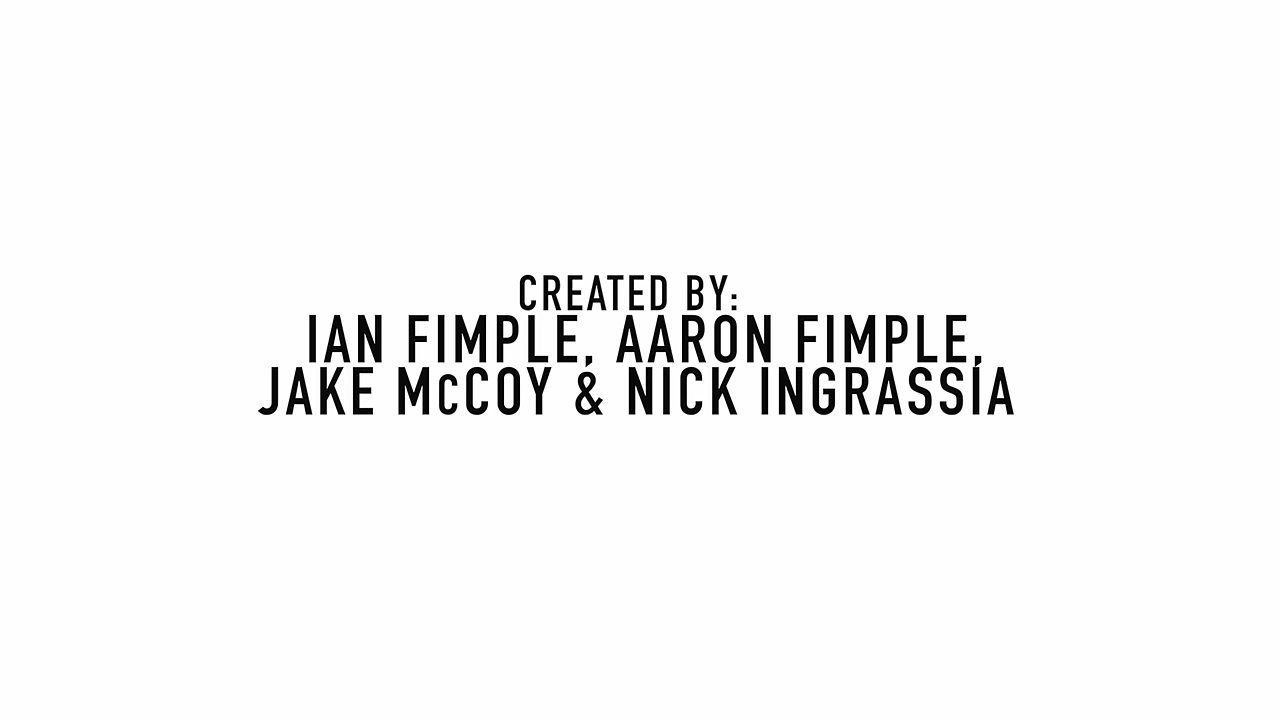 CREATED BY:
IAN FIMPLE, AARON FIMPLE,
JAKE McCOY & NICK INGRASSIA